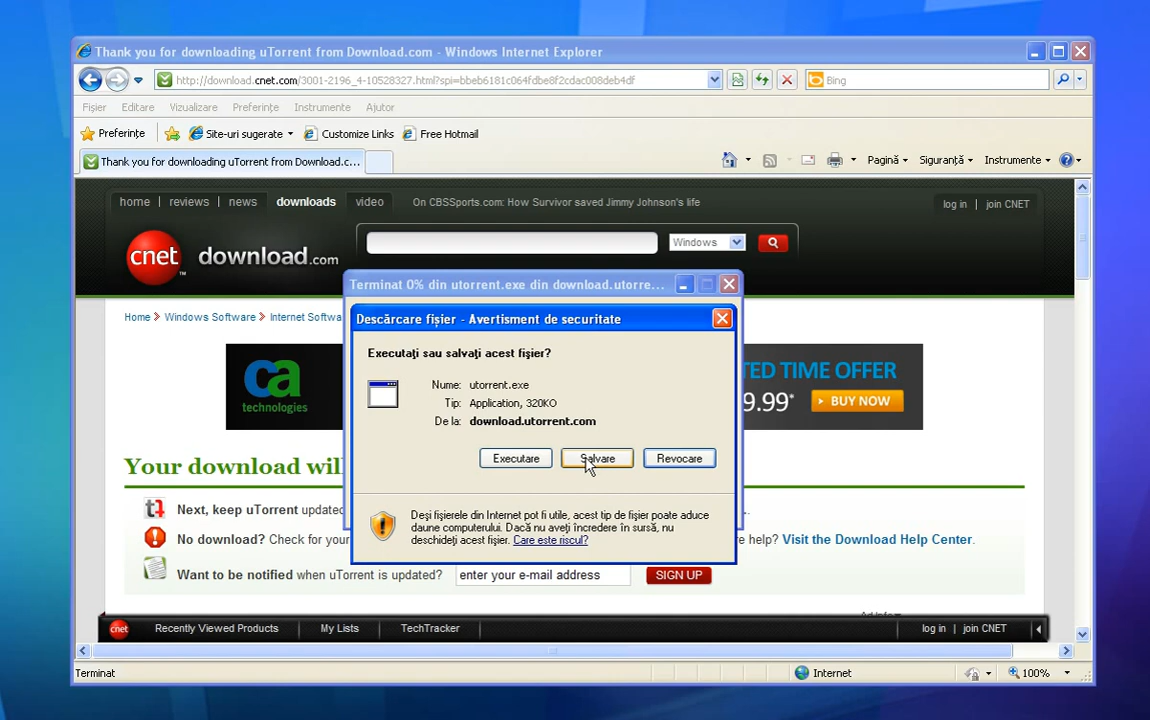 Thank you for downloading uTorrent from Download.com - Windows Internet Explorer
http://download.cnet.com/3001-2196_4-10528327.html?spi=bbeb6181c064fdbe8f2cdac008deb4df
Bing
Fișier Editare Vizualizare Preferințe Instrumente Ajutor
Preferințe Site-uri sugerate Customize Links Free Hotmail
Thank you for downloading uTorrent from Download.c... Pagină Siguranță Instrumente
home | reviews | news downloads video On CBSSports.com: How Survivor saved Jimmy Johnson's life log in | join CNET
cnet download.com Windows
Terminat 0% din utorrent.exe din download.utorre...
Home > Windows Software > Internet Softwa
Descărcare fișier - Avertisment de securitate
Executați sau salvați acest fișier?
Nume: utorrent.exe
Tip: Application, 320KO
De la: download.utorrent.com
Executare Salvare Revocare
Deși fișierele din Internet pot fi utile, acest tip de fișier poate aduce
daune computerului. Dacă nu aveți încredere în sursă, nu
deschideți acest fișier. Care este riscul?
ca
technologies
TED TIME OFFER
9.99* BUY NOW
Your download wil
Next, keep uTorrent update
No download? Check for your re help? Visit the Download Help Center.
Want to be notified when uTorrent is updated? enter your e-mail address SIGN UP
cnet Recently Viewed Products | My Lists | TechTracker | log in | join CNET
Terminat Internet 100%